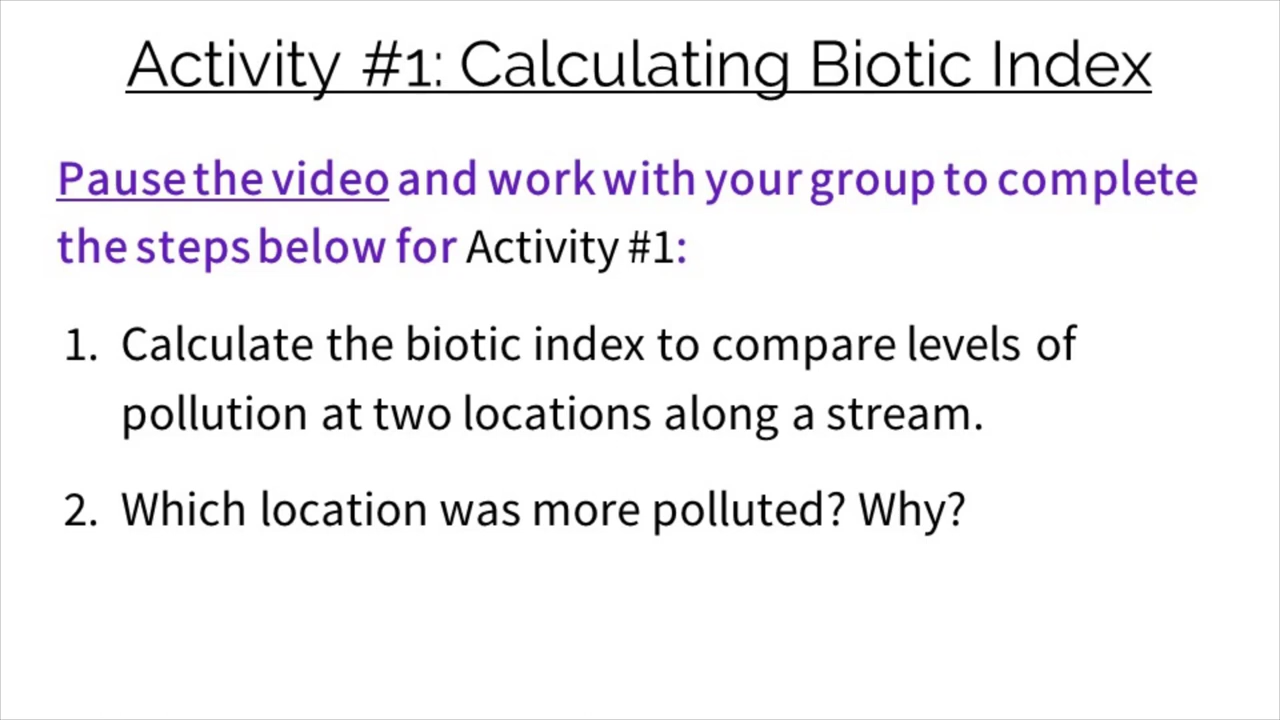 Activity #1: Calculating Biotic Index
Pause the video and work with your group to complete
the steps below for Activity #1:
1. Calculate the biotic index to compare levels of
pollution at two locations along a stream.
2. Which location was more polluted? Why?